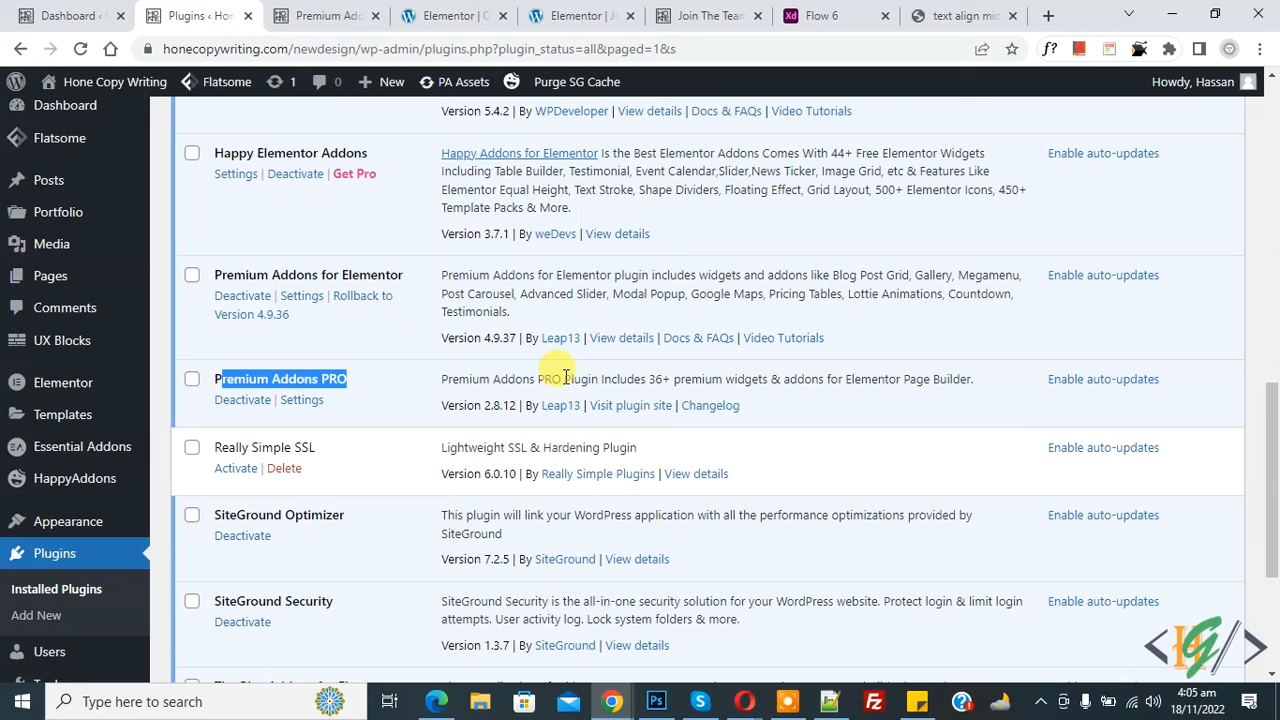 Dashboard ‹ H
Plugins ‹ Hon
Premium Add
Elementor | C
Elementor | Jo
Join The Team
Xd Flow 6
text align mid
honecopywriting.com/newdesign/wp-admin/plugins.php?plugin_status=all&paged=1&s
Hone Copy Writing Flatsome 1 0 New PA Assets Purge SG Cache Howdy, Hassan
Dashboard
Flatsome
Posts
Portfolio
Media
Pages
Comments
UX Blocks
Elementor
Templates
Essential Addons
HappyAddons
Appearance
Plugins
Installed Plugins
Add New
Users
Version 5.4.2 | By WPDeveloper | View details | Docs & FAQs | Video Tutorials
Happy Elementor Addons
Settings | Deactivate | Get Pro
Happy Addons for Elementor Is the Best Elementor Addons Comes With 44+ Free Elementor Widgets
Including Table Builder, Testimonial, Event Calendar,Slider,News Ticker, Image Grid, etc & Features Like
Elementor Equal Height, Text Stroke, Shape Dividers, Floating Effect, Grid Layout, 500+ Elementor Icons, 450+
Template Packs & More.
Version 3.7.1 | By weDevs | View details
Enable auto-updates
Premium Addons for Elementor
Deactivate | Settings | Rollback to
Version 4.9.36
Premium Addons for Elementor plugin includes widgets and addons like Blog Post Grid, Gallery, Megamenu,
Post Carousel, Advanced Slider, Modal Popup, Google Maps, Pricing Tables, Lottie Animations, Countdown,
Testimonials.
Version 4.9.37 | By Leap13 | View details | Docs & FAQs | Video Tutorials
Enable auto-updates
Premium Addons PRO
Deactivate | Settings
Premium Addons PRO Plugin Includes 36+ premium widgets & addons for Elementor Page Builder.
Version 2.8.12 | By Leap13 | Visit plugin site | Changelog
Enable auto-updates
Really Simple SSL
Activate | Delete
Lightweight SSL & Hardening Plugin
Version 6.0.10 | By Really Simple Plugins | View details
Enable auto-updates
SiteGround Optimizer
Deactivate
This plugin will link your WordPress application with all the performance optimizations provided by
SiteGround
Version 7.2.5 | By SiteGround | View details
Enable auto-updates
SiteGround Security
Deactivate
SiteGround Security is the all-in-one security solution for your WordPress website. Protect login & limit login
attempts. User activity log. Lock system folders & more.
Version 1.3.7 | By SiteGround | View details
Enable auto-updates
Type here to search
4:05 am
18/11/2022